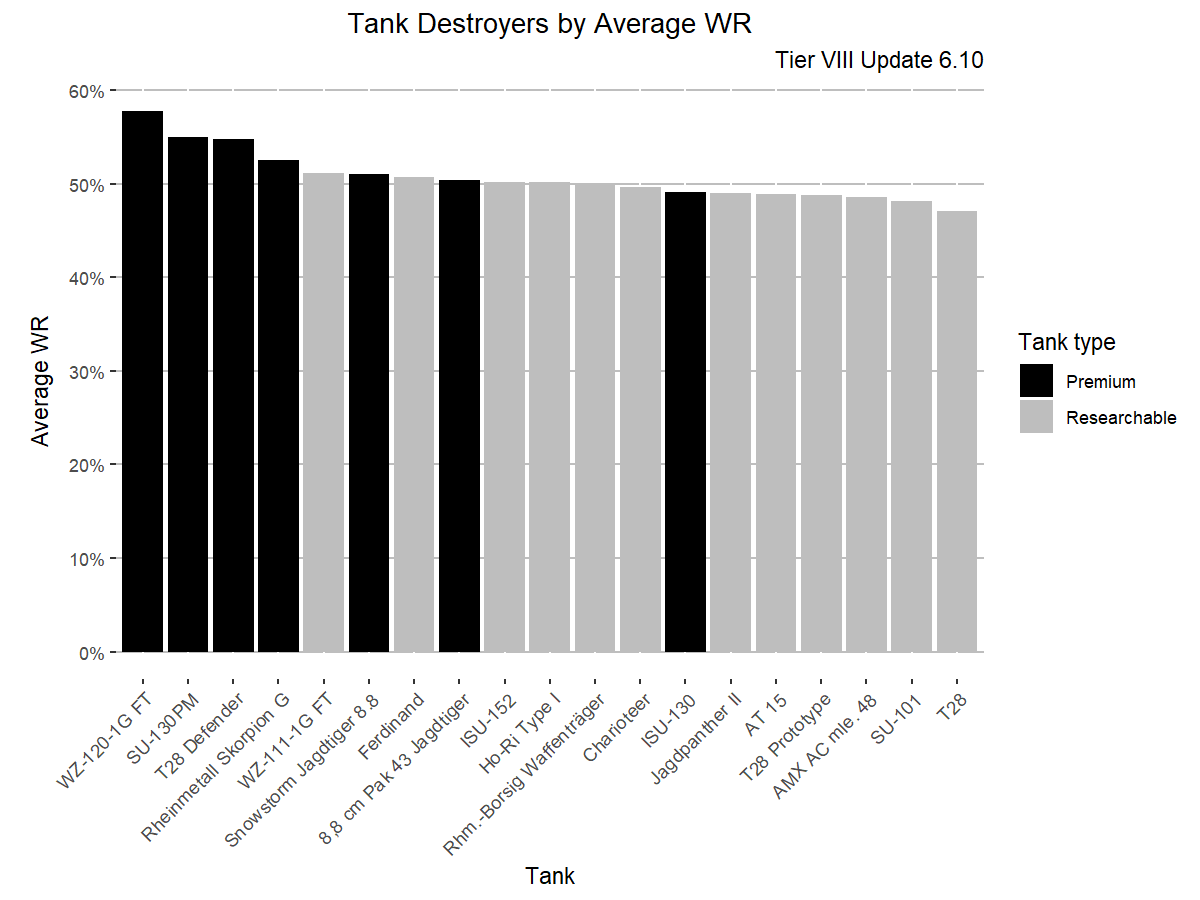 Tank Destroyers by Average WR
Tier VIII Update 6.10
60%
50%
40%
30%
20%
10%
0%
Average WR
WZ-120-1G FT
SU-130PM
T28 Defender
Rheinmetall Skorpion G
WZ-111-1G FT
Snowstorm Jagdtiger 8.8
Ferdinand
8,8 cm Pak 43 Jagdtiger
ISU-152
Ho-Ri Type I
Rhm.-Borsig Waffenträger
Charioteer
ISU-130
Jagdpanther II
AT 15
T28 Prototype
AMX AC mle. 48
SU-101
T28
Tank
Tank type
Premium
Researchable